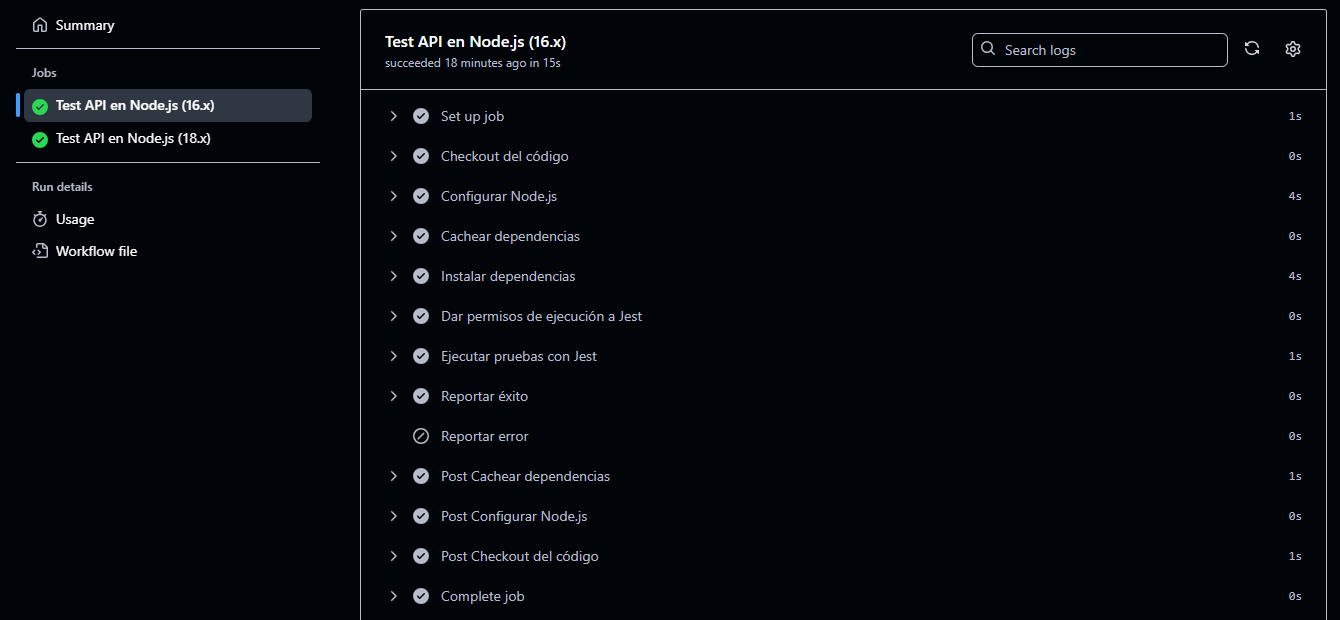 Summary
Jobs
Test API en Node.js (16.x)
Test API en Node.js (18.x)
Run details
Usage
Workflow file
Test API en Node.js (16.x)
succeeded 18 minutes ago in 15s
Search logs
Set up job 1s
Checkout del código 0s
Configurar Node.js 4s
Cachear dependencias 0s
Instalar dependencias 4s
Dar permisos de ejecución a Jest 0s
Ejecutar pruebas con Jest 1s
Reportar éxito 0s
Reportar error 0s
Post Cachear dependencias 1s
Post Configurar Node.js 0s
Post Checkout del código 1s
Complete job 0s